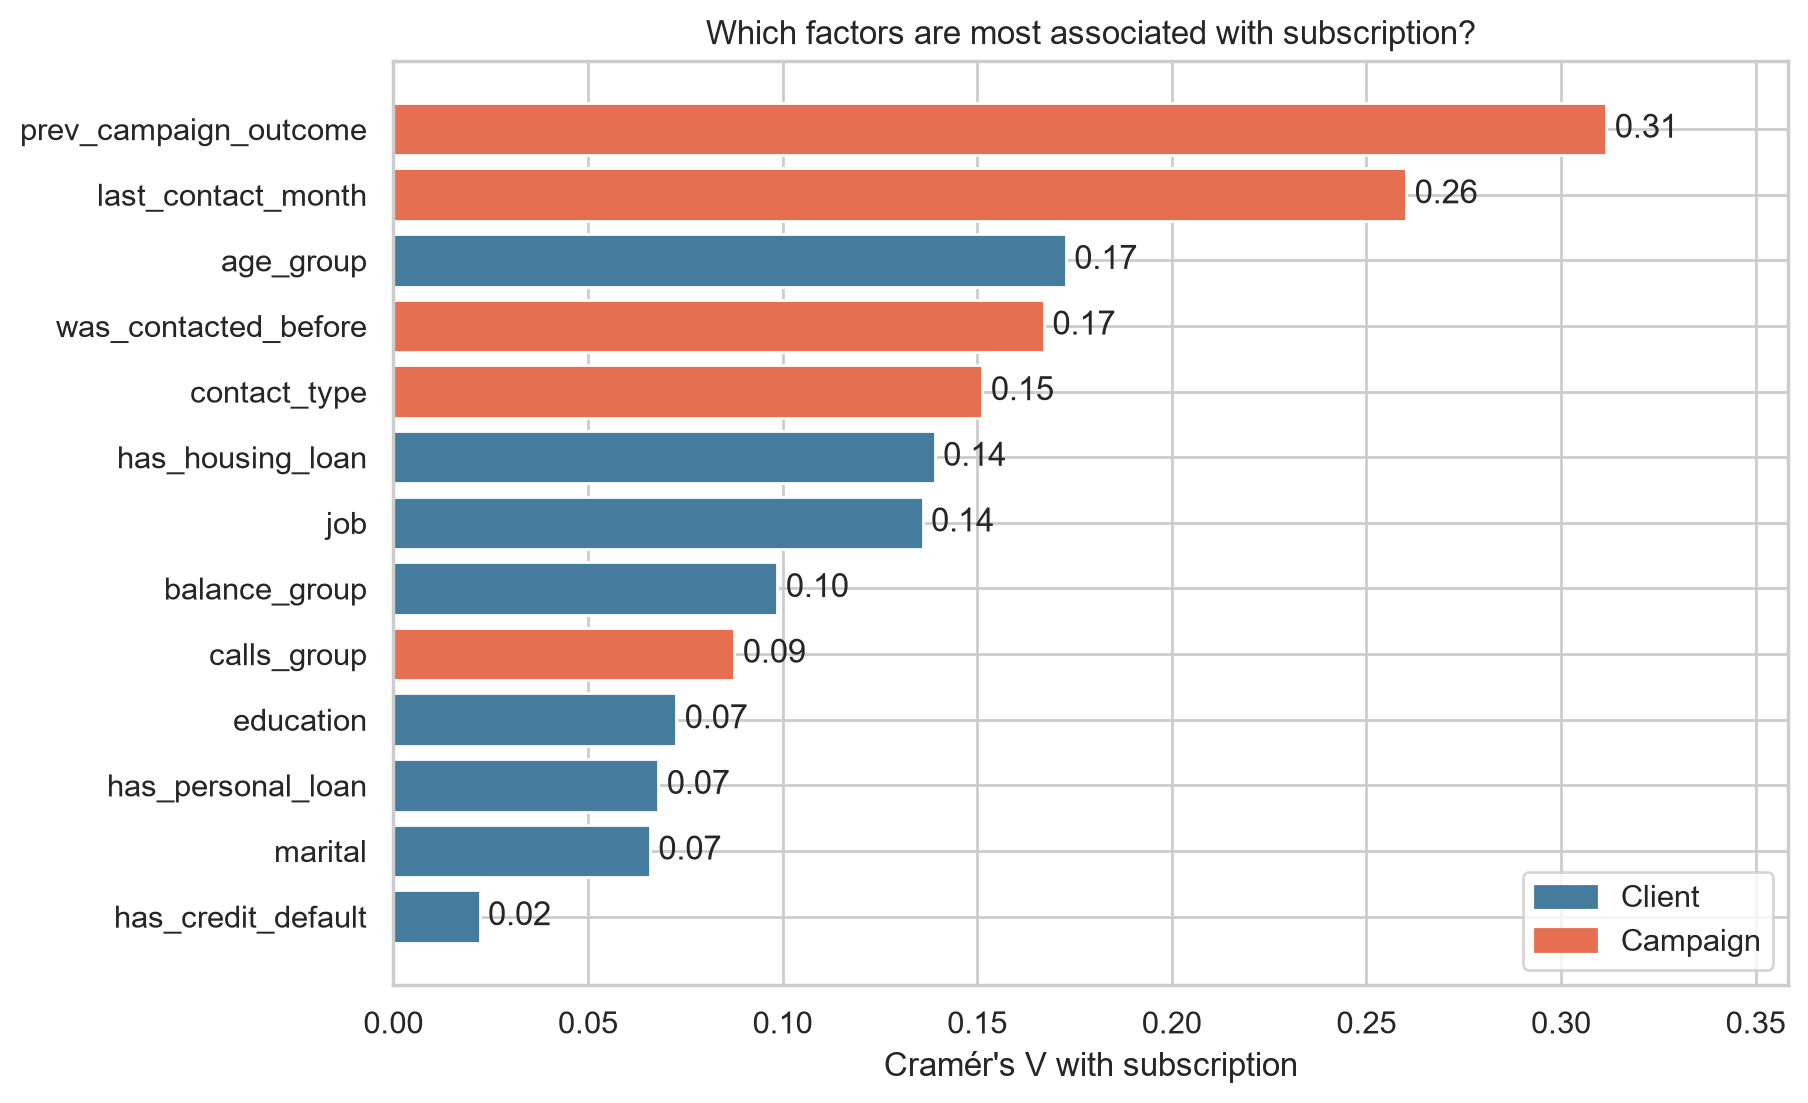 Which factors are most associated with subscription?
prev_campaign_outcome 0.31
last_contact_month 0.26
age_group 0.17
was_contacted_before 0.17
contact_type 0.15
has_housing_loan 0.14
job 0.14
balance_group 0.10
calls_group 0.09
education 0.07
has_personal_loan 0.07
marital 0.07
has_credit_default 0.02
Client
Campaign
0.00 0.05 0.10 0.15 0.20 0.25 0.30 0.35
Cramér's V with subscription